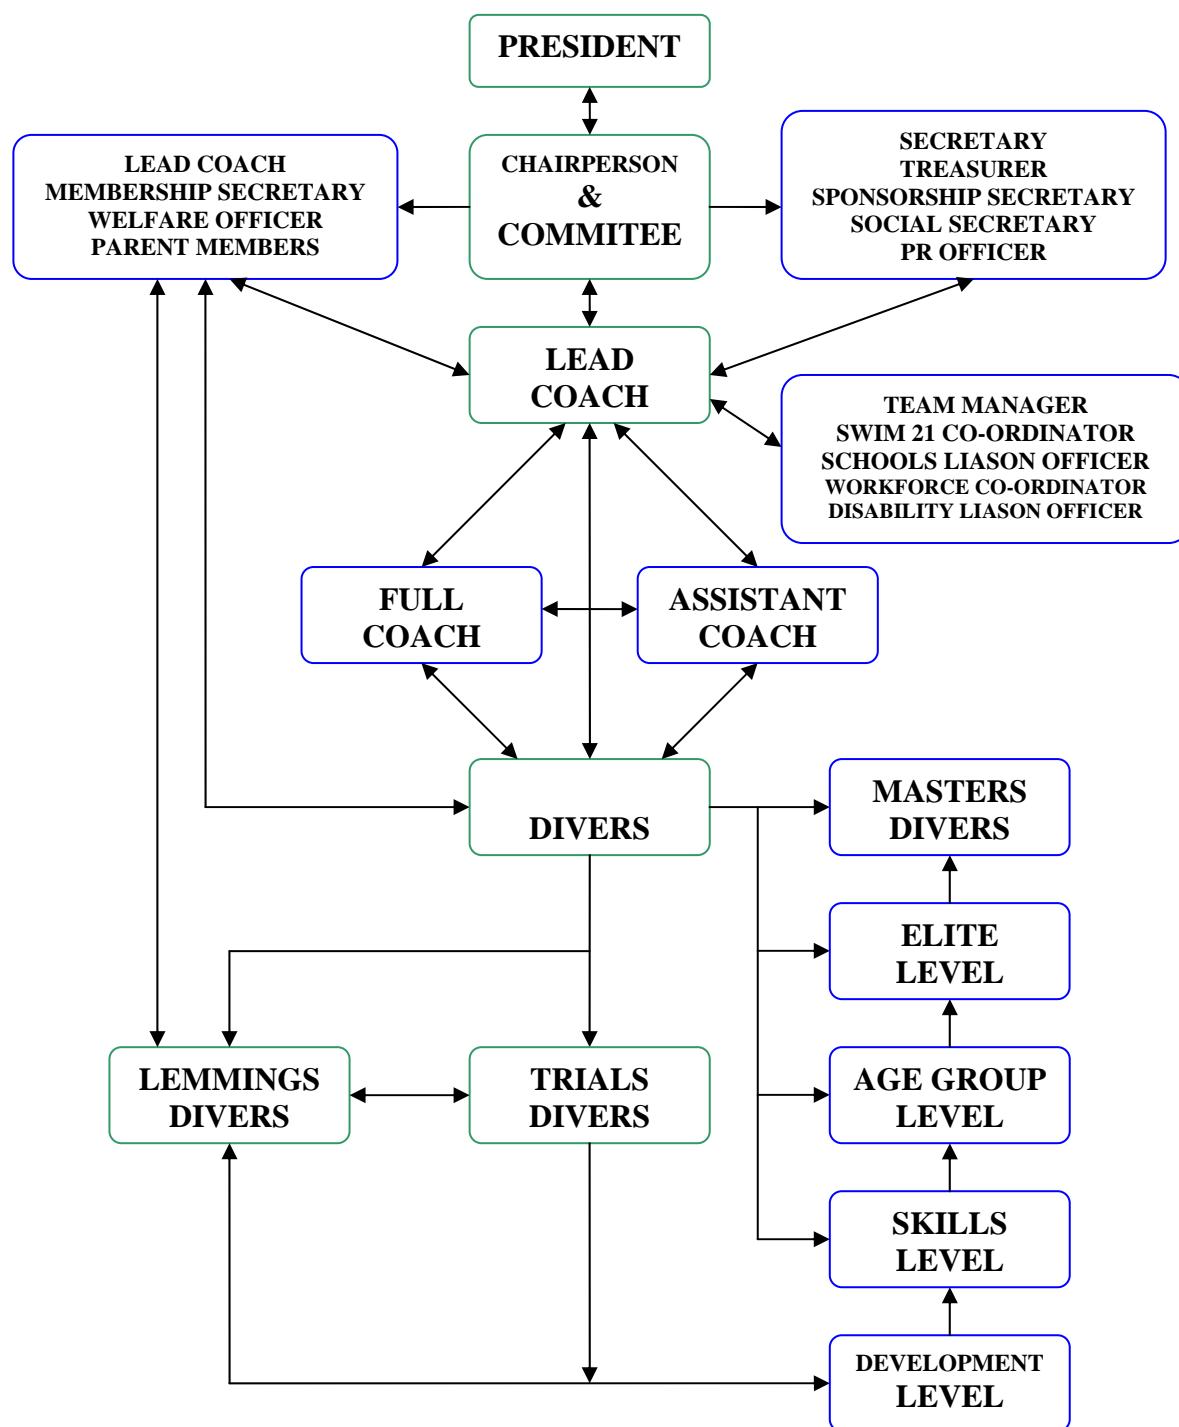 PRESIDENT
LEAD COACH
MEMBERSHIP SECRETARY
WELFARE OFFICER
PARENT MEMBERS
CHAIRPERSON
&
COMMITEE
SECRETARY
TREASURER
SPONSORSHIP SECRETARY
SOCIAL SECRETARY
PR OFFICER
LEAD
COACH
TEAM MANAGER
SWIM 21 CO-ORDINATOR
SCHOOLS LIASON OFFICER
WORKFORCE CO-ORDINATOR
DISABILITY LIASON OFFICER
FULL
COACH
ASSISTANT
COACH
DIVERS
MASTERS
DIVERS
ELITE
LEVEL
LEMMINGS
DIVERS
TRIALS
DIVERS
AGE GROUP
LEVEL
SKILLS
LEVEL
DEVELOPMENT
LEVEL